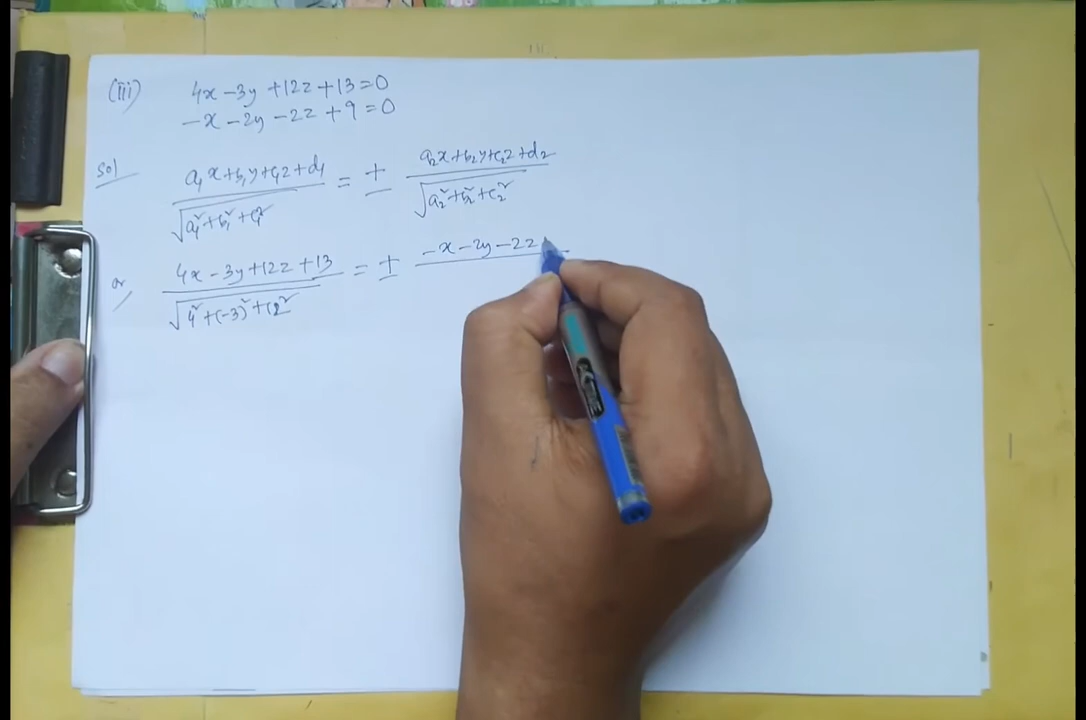 (iii) 4x - 3y + 12z + 13 = 0
-x - 2y - 2z + 9 = 0
Sol a₁x + b₁y + c₁z + d₁ / √a₁² + b₁² + c₁² = ± a₂x + b₂y + c₂z + d₂ / √a₂² + b₂² + c₂²
or, 4x - 3y + 12z + 13 / √4² + (-3)² + 12² = ± -x - 2y - 2z